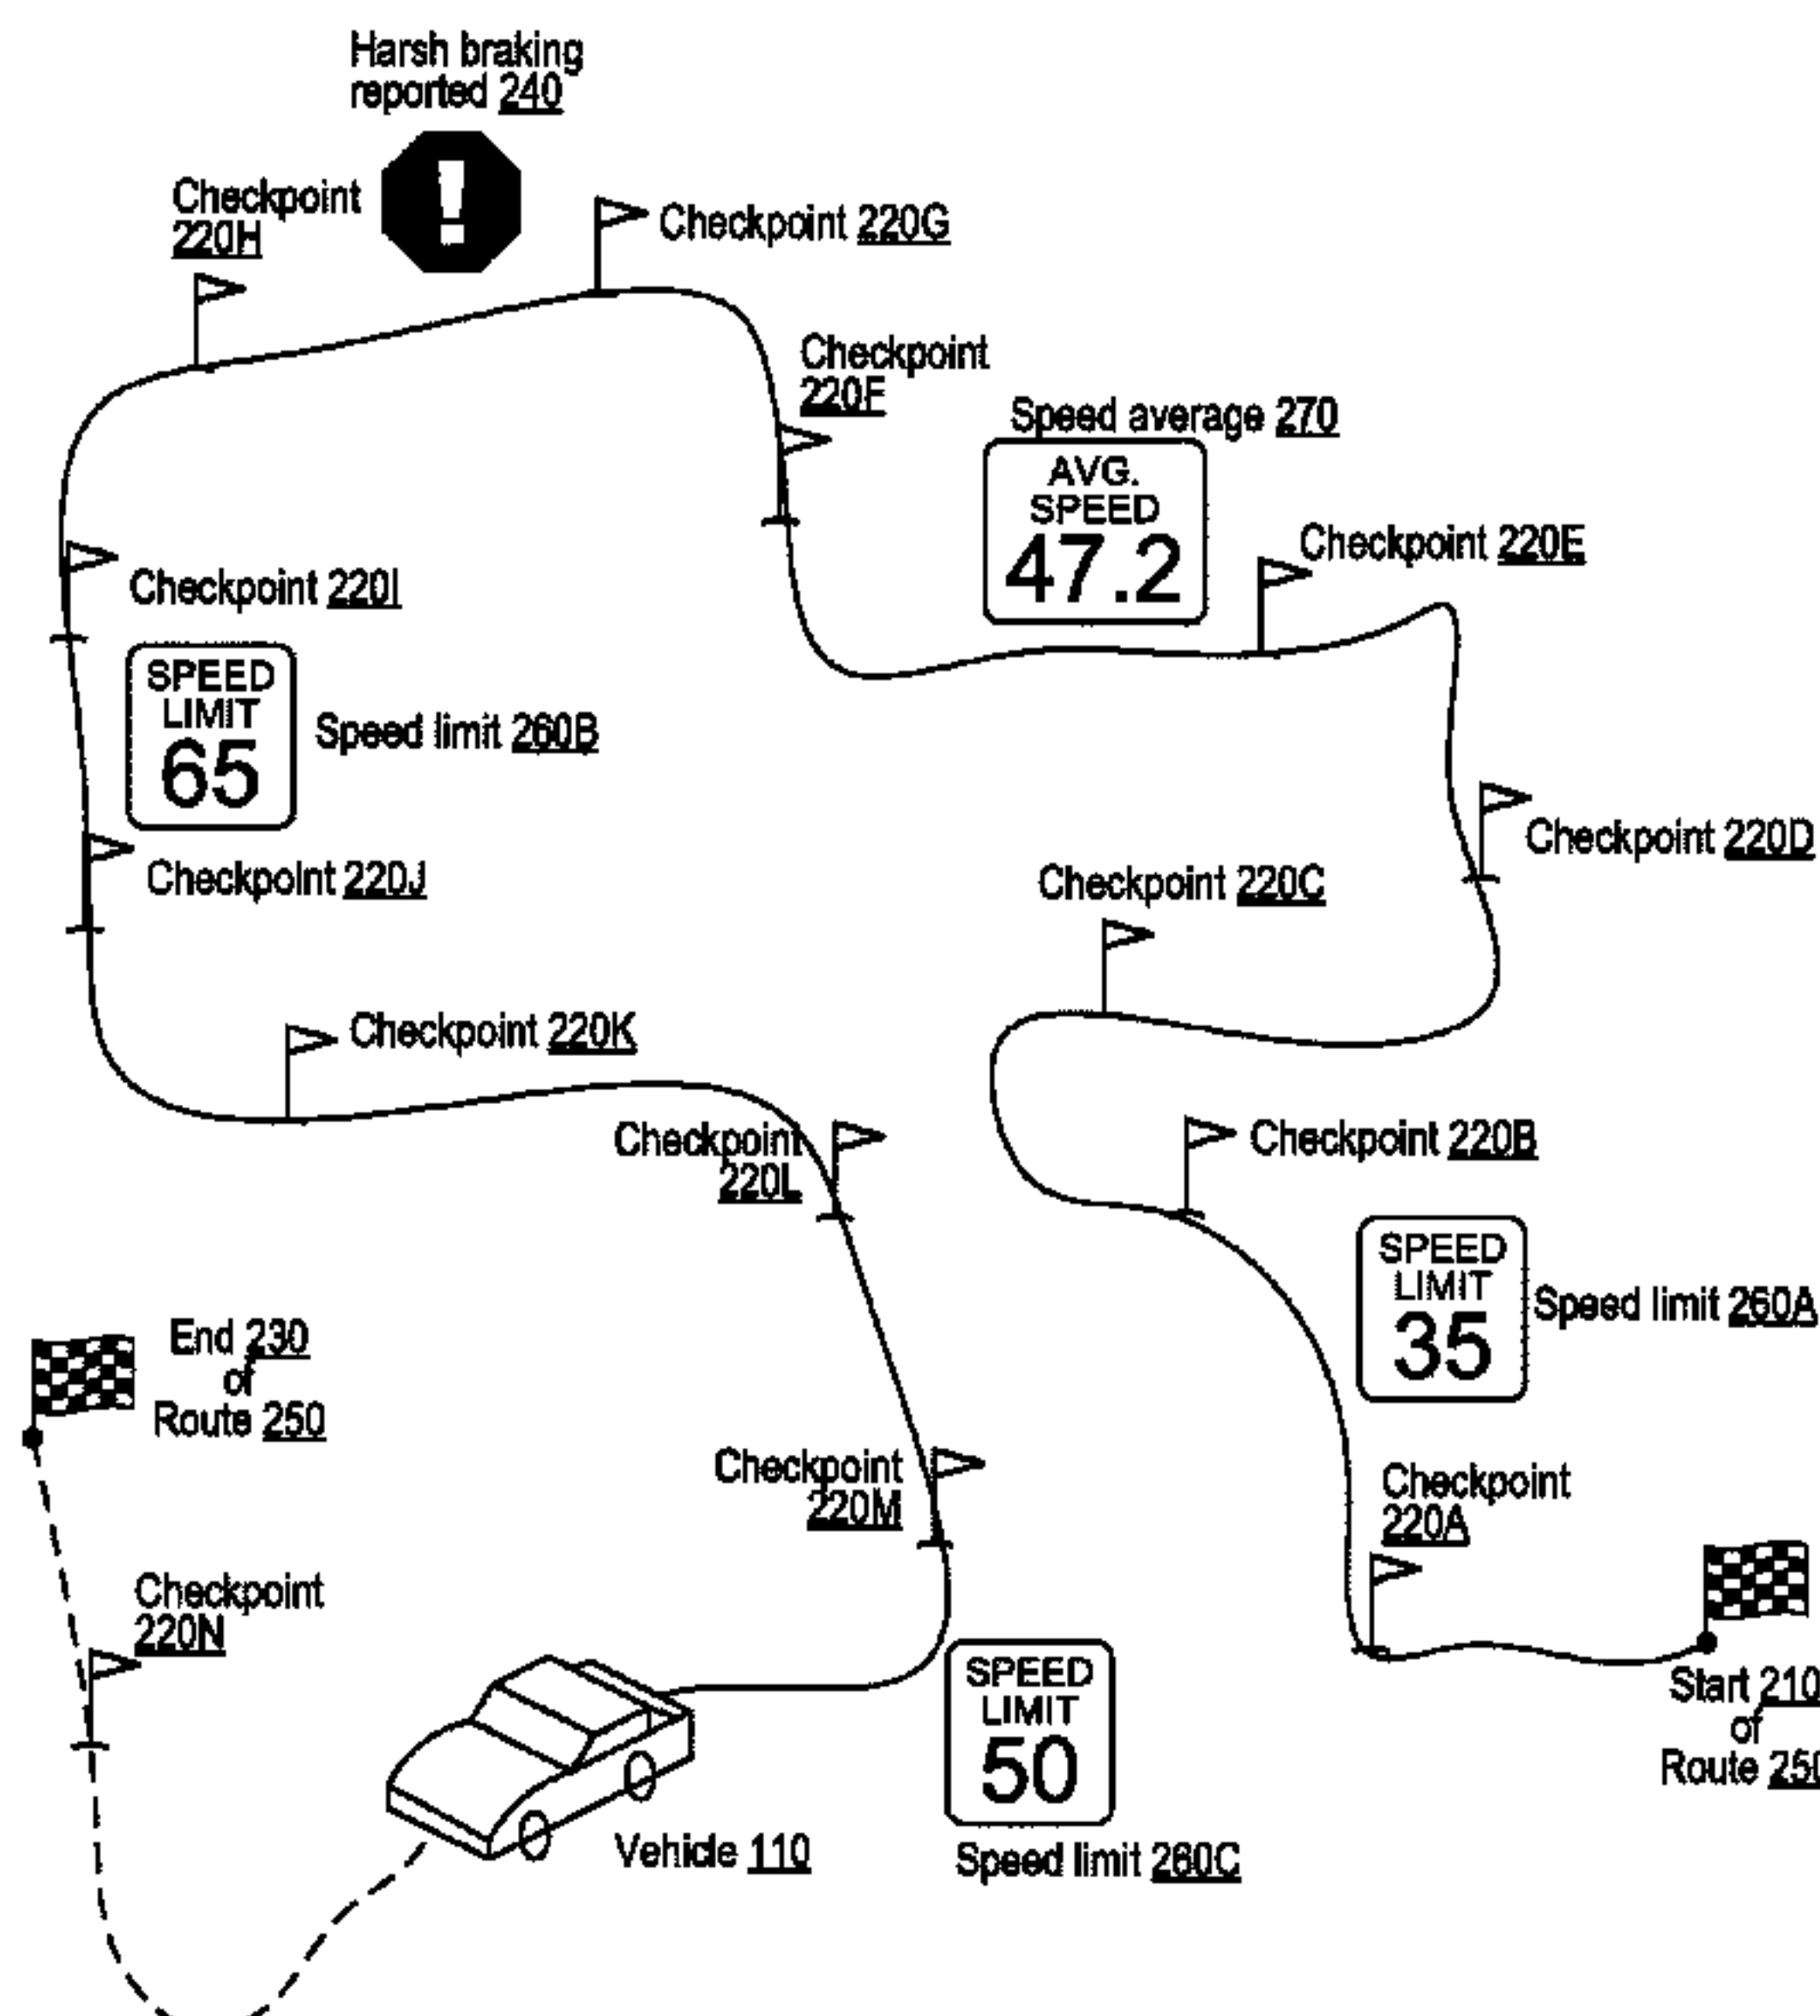 Harsh braking
reported 240
!
Checkpoint
220H
Checkpoint 220G
Checkpoint
220F
Speed average 270
AVG.
SPEED
47.2
Checkpoint 220E
Checkpoint 220I
SPEED
LIMIT
65
Speed limit 260B
Checkpoint 220D
Checkpoint 220J
Checkpoint 220C
Checkpoint 220K
Checkpoint
220L
Checkpoint 220B
SPEED
LIMIT
35
Speed limit 260A
End 230
of
Route 250
Checkpoint
220M
Checkpoint
220A
Checkpoint
220N
SPEED
LIMIT
50
Speed limit 260C
Start 210
of
Route 250
Vehicle 110